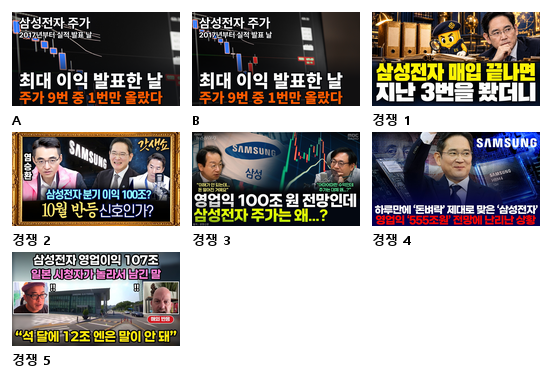 삼성전자 주가
2017년부터 실적 발표 날
최대 이익 발표한 날
주가 9번 중 1번만 올랐다
A
삼성전자 주가
2017년부터 실적 발표 날
최대 이익 발표한 날
주가 9번 중 1번만 올랐다
B
삼성전자 매입 끝나면
지난 3번을 봤더니
경쟁 1
염승환
SAMSUNG
삼성전자 분기 이익 100조?
10월 반등 신호인가?
경쟁 2
SAMSUNG
삼성
영업익 100조 원 전망인데
삼성전자 주가는 왜...?
경쟁 3
SAMSUNG
하루만에 '돈벼락' 제대로 맞은 '삼성전자'
영업익 '555조원' 전망에 난리난 상황
경쟁 4
삼성전자 영업이익 107조
일본 시청자가 놀라서 남긴 말
!!
!!
해외 반응
"석 달에 12조 엔은 말이 안 돼"
경쟁 5